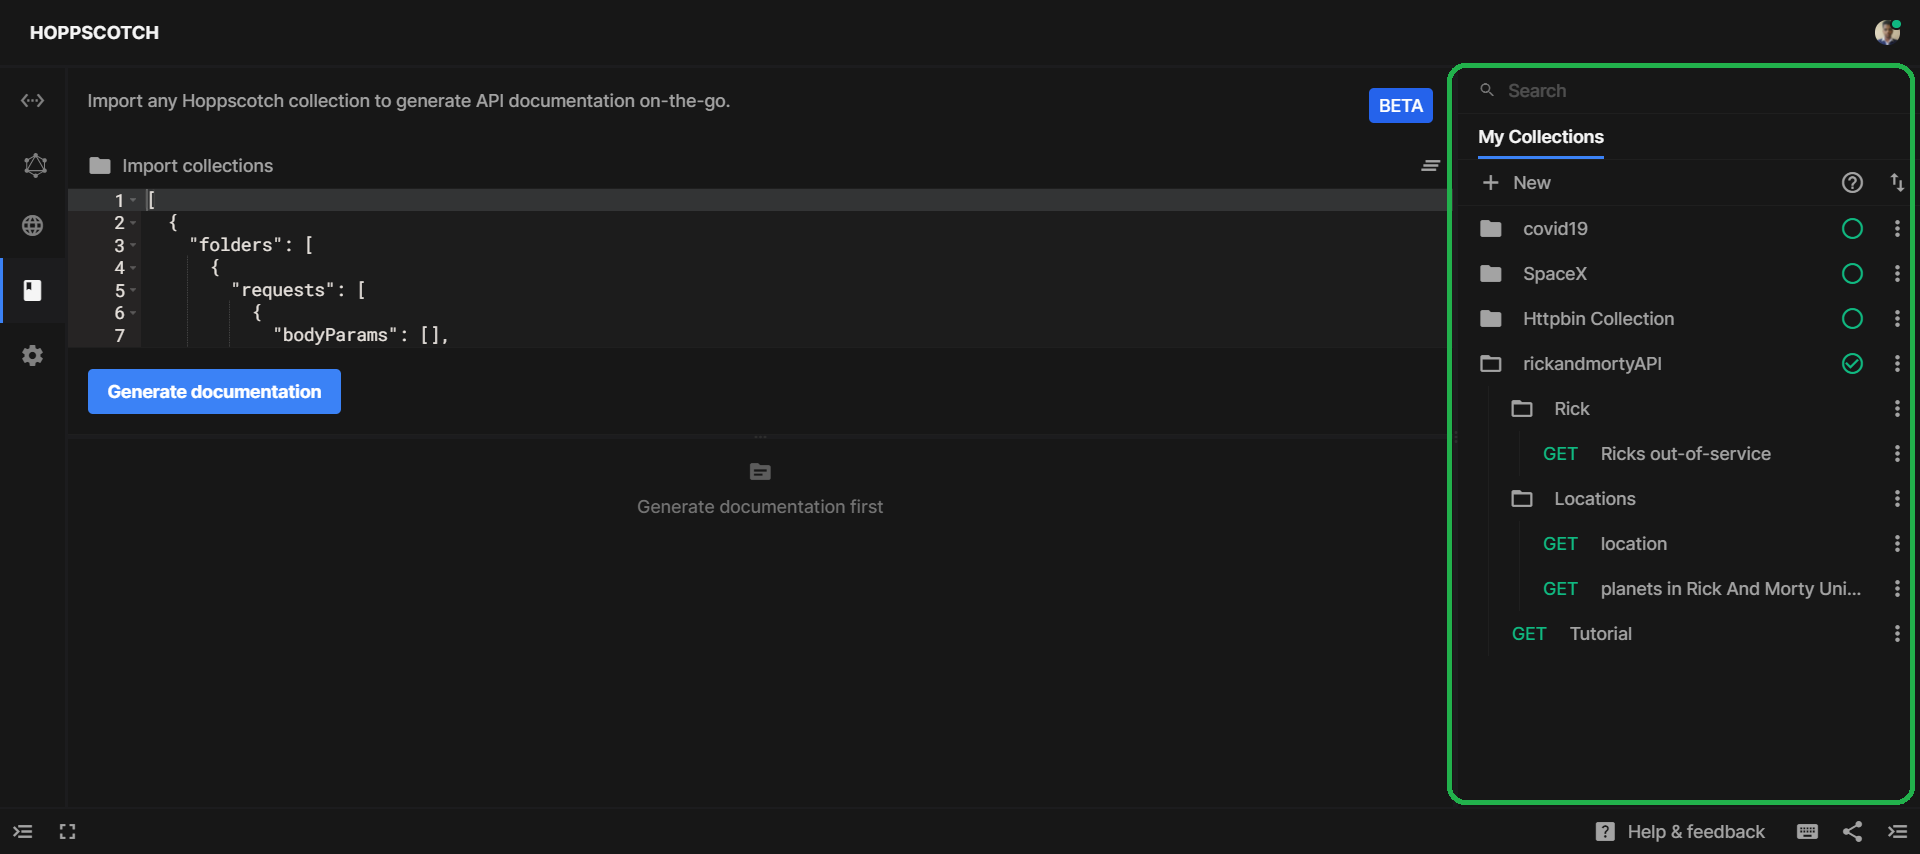 HOPPSCOTCH
Import any Hoppscotch collection to generate API documentation on-the-go.
BETA
Import collections
1 [
2 {
3 "folders": [
4 {
5 "requests": [
6 {
7 "bodyParams": [],
Generate documentation
Generate documentation first
Search
My Collections
New
covid19
SpaceX
Httpbin Collection
rickandmortyAPI
Rick
GET Ricks out-of-service
Locations
GET location
GET planets in Rick And Morty Uni...
GET Tutorial
Help & feedback